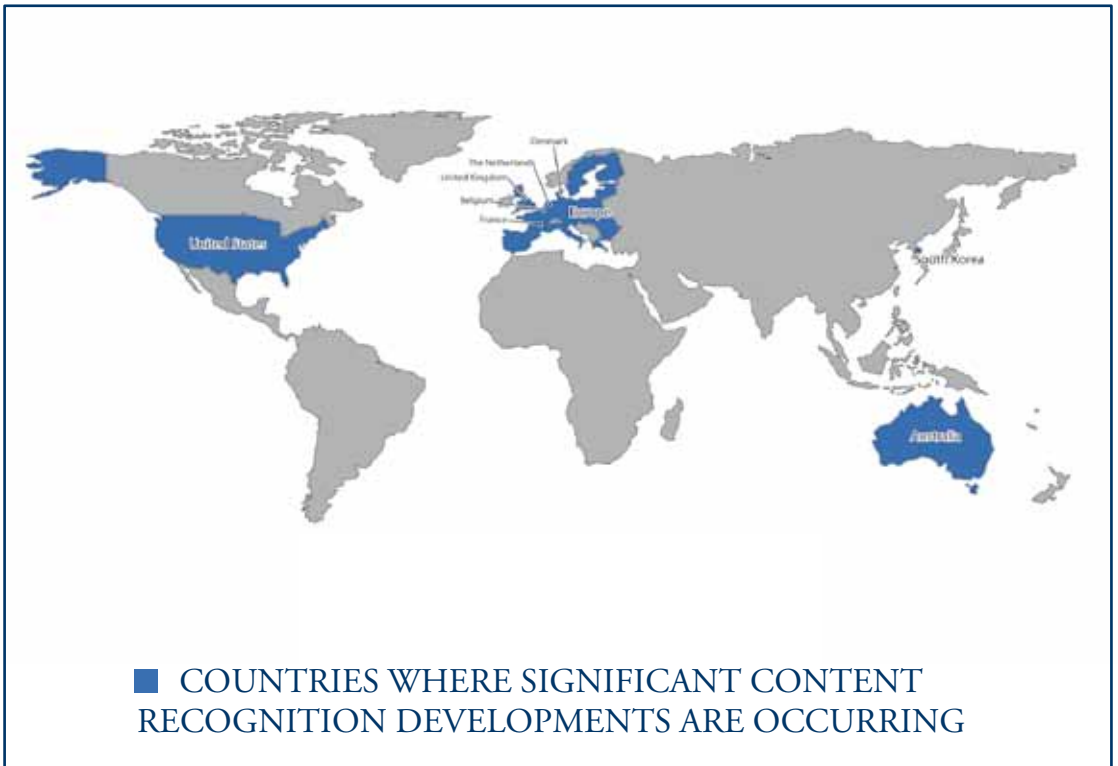 Denmark
The Netherlands
United Kingdom
Belgium
France
Europe
United States
South Korea
Australia
COUNTRIES WHERE SIGNIFICANT CONTENT
RECOGNITION DEVELOPMENTS ARE OCCURRING